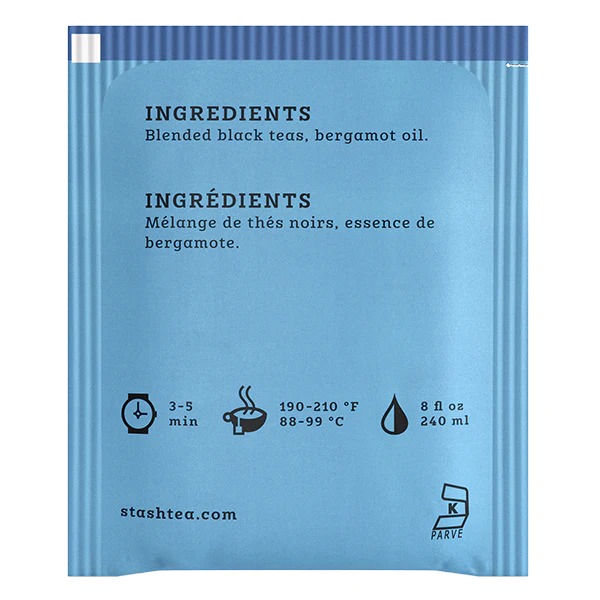 INGREDIENTS
Blended black teas, bergamot oil.
INGRÉDIENTS
Mélange de thés noirs, essence de
bergamote.
3-5
min
190-210 °F
88-99 °C
8 fl oz
240 ml
stashtea.com
K
PARVE